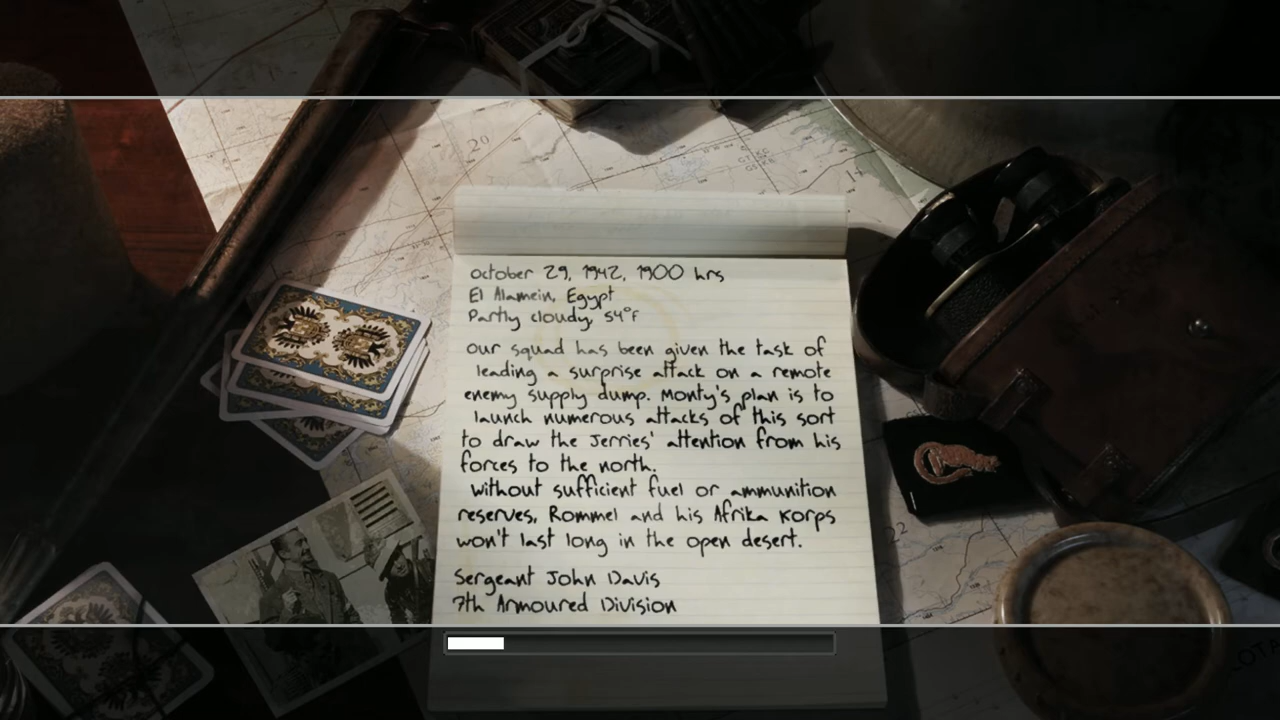 october 29, 1942, 1900 hrs
El Alamein, Egypt
Partly cloudy, 54°F
our squad has been given the task of
leading a surprise attack on a remote
enemy supply dump. Monty's plan is to
launch numerous attacks of this sort
to draw the Jerries' attention from his
forces to the north.
without sufficient fuel or ammunition
reserves, Rommel and his Afrika Korps
won't last long in the open desert.
Sergeant John Davis
7th Armoured Division
20
14
22